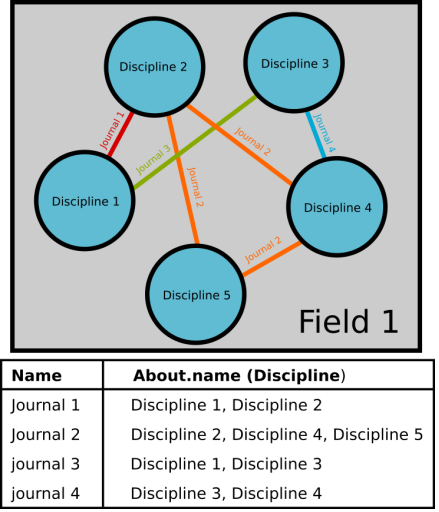 Discipline 2
Discipline 3
Journal 1
Journal 3
Journal 2
Journal 4
Journal 2
Discipline 1
Discipline 4
Journal 2
Discipline 5
Field 1
Name About.name (Discipline)
Journal 1 Discipline 1, Discipline 2
Journal 2 Discipline 2, Discipline 4, Discipline 5
journal 3 Discipline 1, Discipline 3
journal 4 Discipline 3, Discipline 4